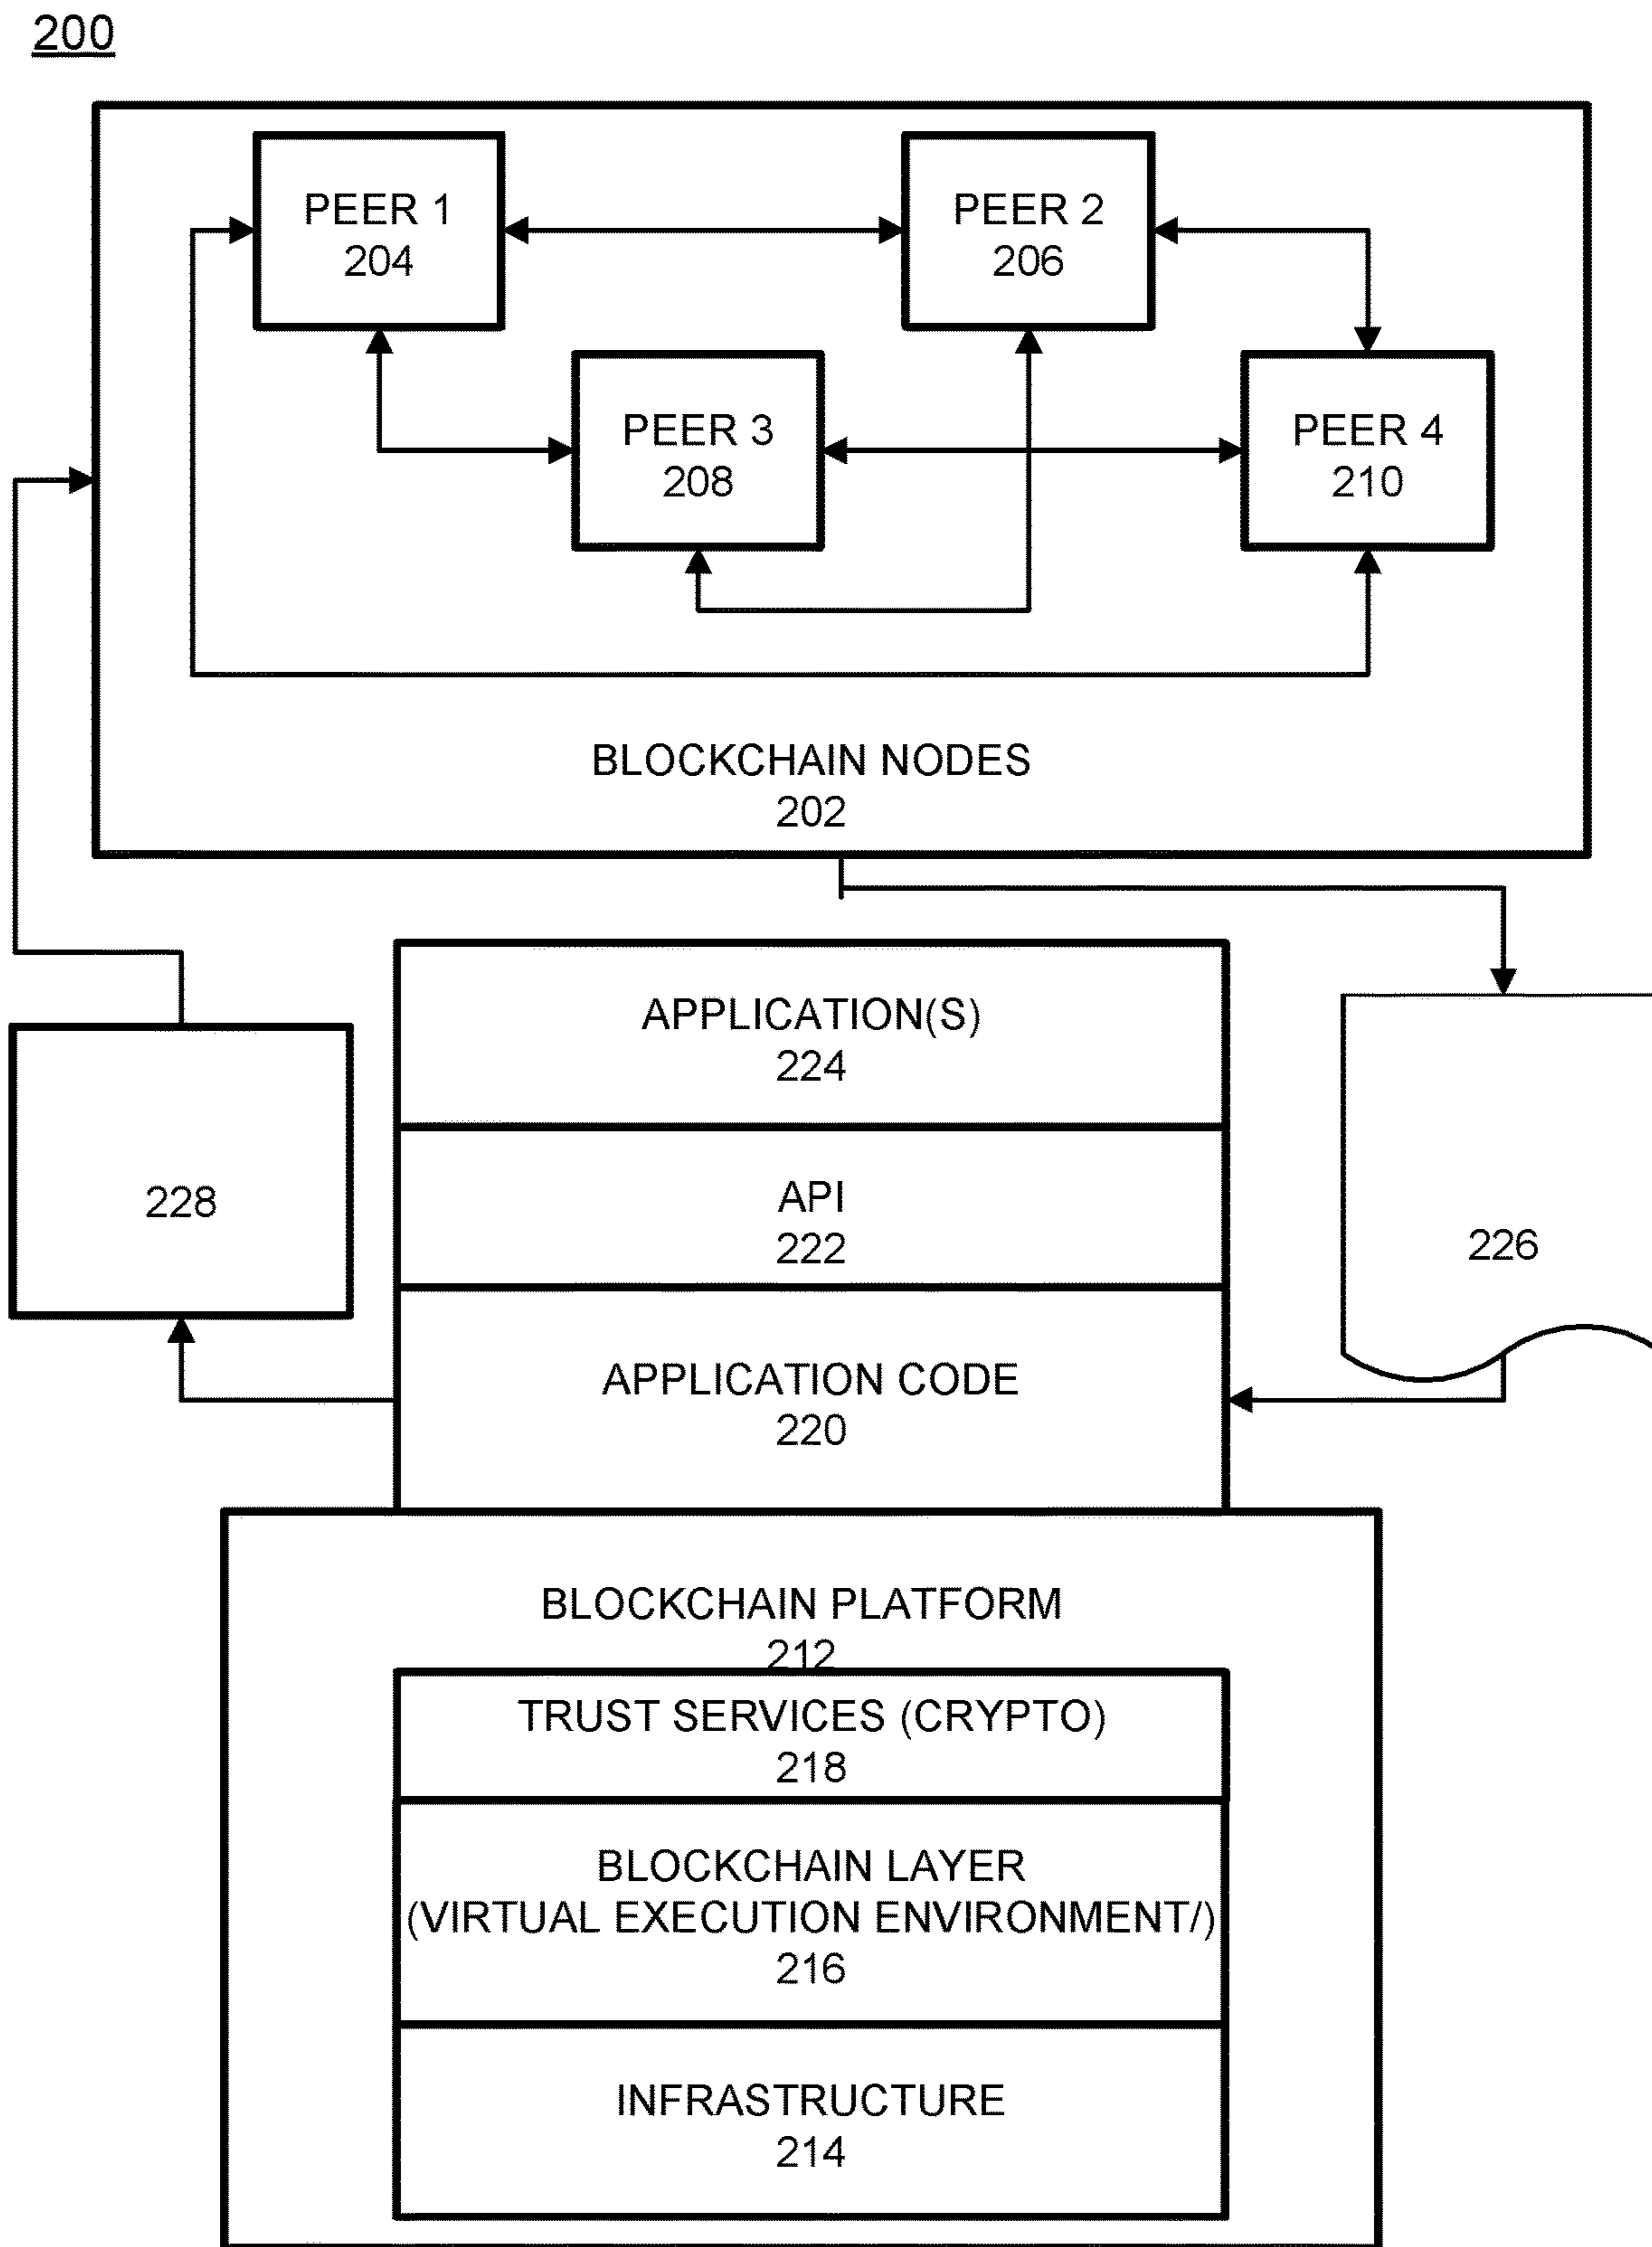 200
PEER 1
204
PEER 2
206
PEER 3
208
PEER 4
210
BLOCKCHAIN NODES
202
APPLICATION(S)
224
API
222
228
226
APPLICATION CODE
220
BLOCKCHAIN PLATFORM
212
TRUST SERVICES (CRYPTO)
218
BLOCKCHAIN LAYER
(VIRTUAL EXECUTION ENVIRONMENT/)
216
INFRASTRUCTURE
214